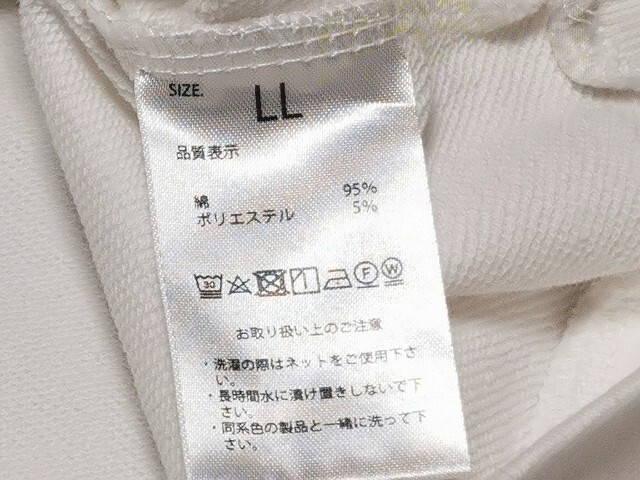 SIZE. LL
品質表示
綿 95%
ポリエステル 5%
30 F W
お取り扱い上のご注意
・洗濯の際はネットをご使用下さ
い。
・長時間水に漬け置きしないで下
さい。
・同系色の製品と一緒に洗って下
さい。